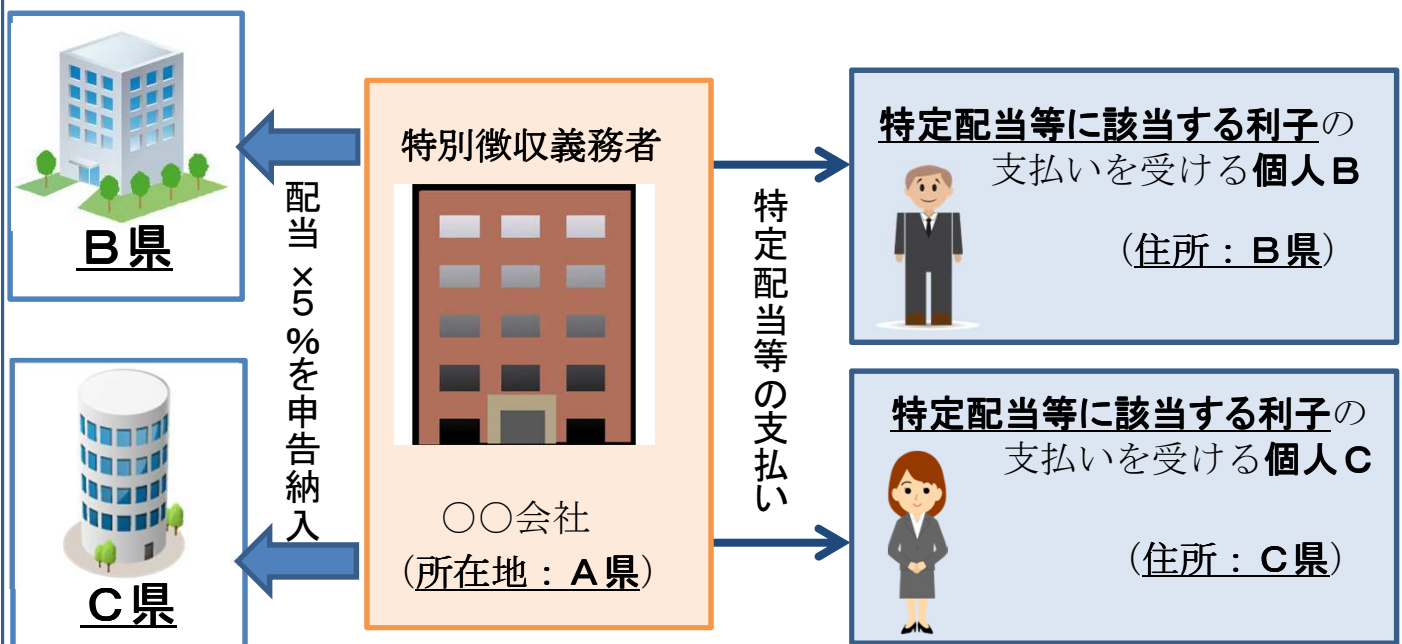 B県
C県
配当×5%を申告納入
特別徴収義務者
○○会社
(所在地:A県)
特定配当等の支払い
特定配当等に該当する利子の
支払いを受ける個人B
(住所:B県)
特定配当等に該当する利子の
支払いを受ける個人C
(住所:C県)